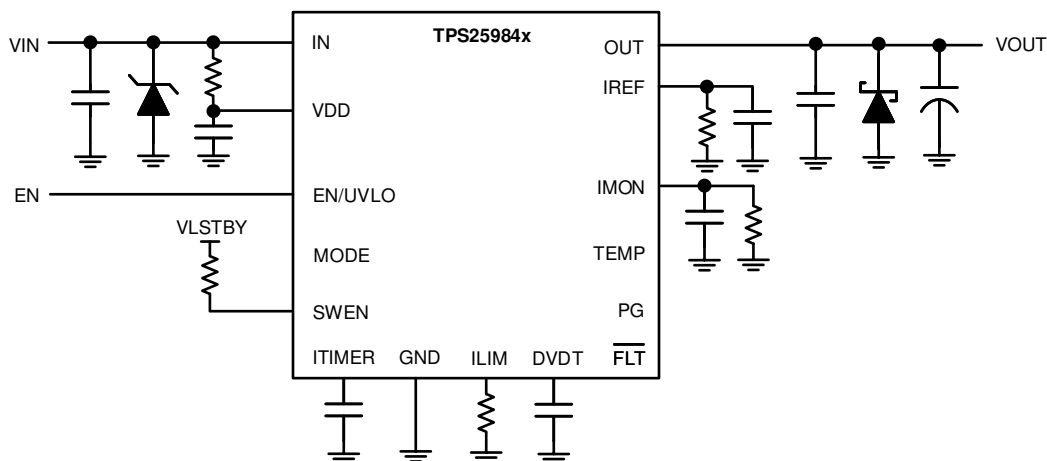 TPS25984x
VIN
IN
OUT
VOUT
IREF
VDD
EN
EN/UVLO
IMON
VLSTBY
MODE
TEMP
SWEN
PG
ITIMER
GND
ILIM
DVDT
FLT